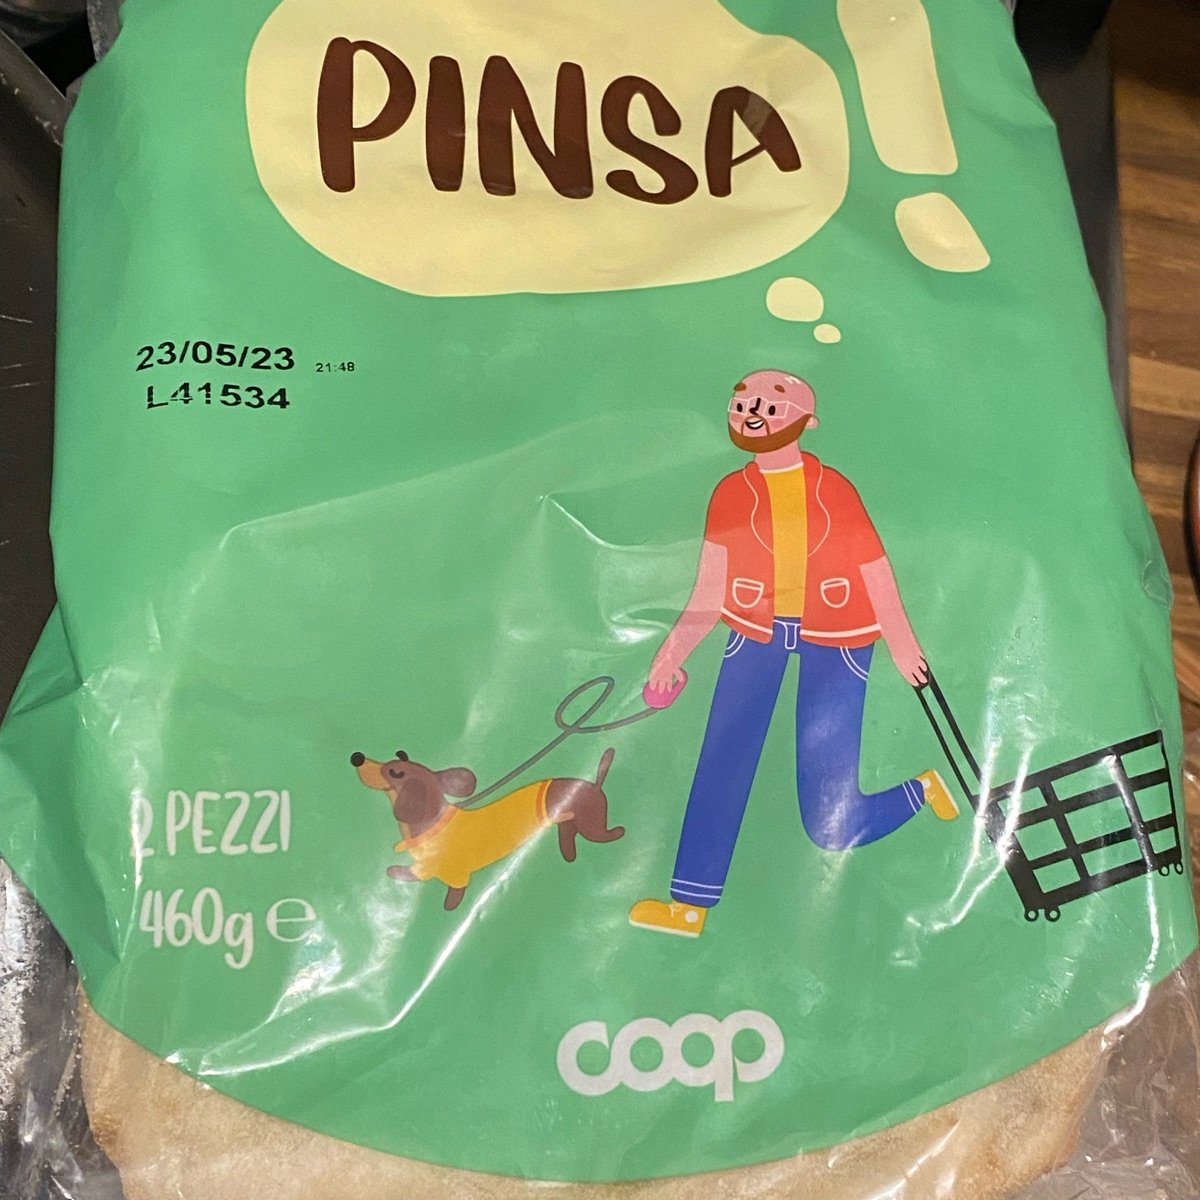 PINSA!
23/05/23 21:48
L41534
2 PEZZI
460g ℮
coop